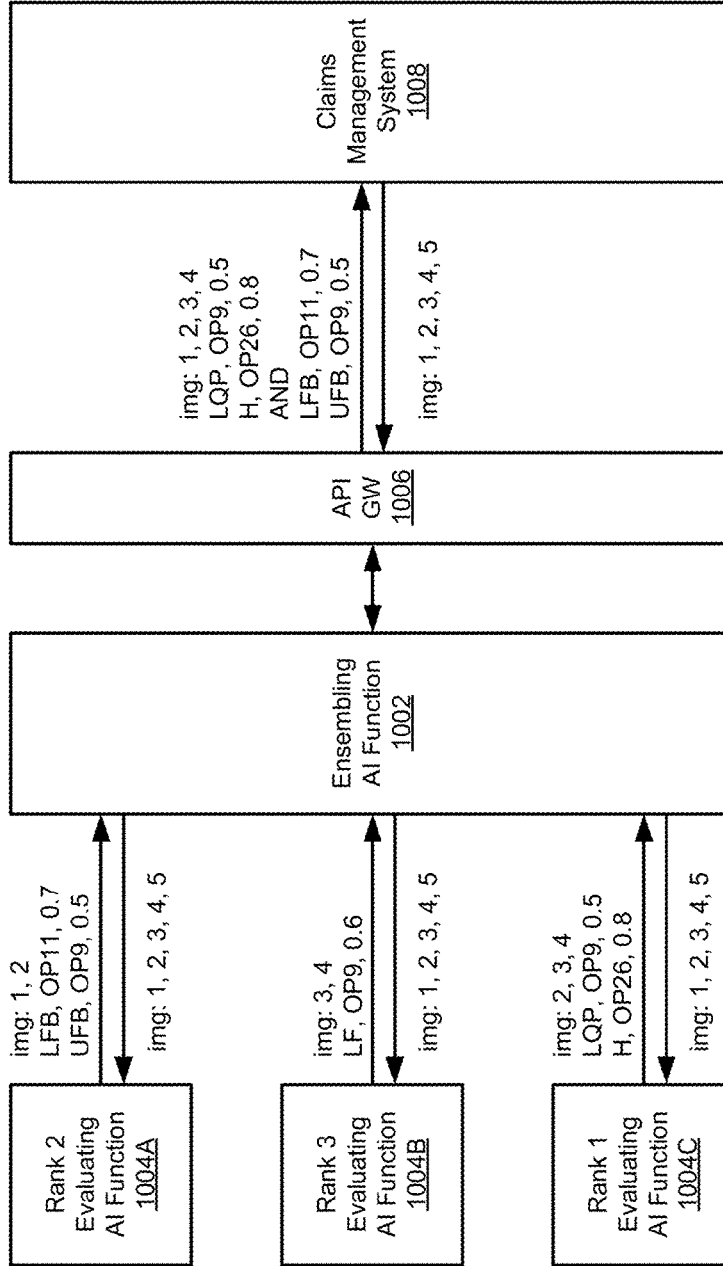 Rank 2
Evaluating
AI Function
1004A
img: 1, 2
LFB, OP11, 0.7
UFB, OP9, 0.5
img: 1, 2, 3, 4, 5
Rank 3
Evaluating
AI Function
1004B
img: 3, 4
LF, OP9, 0.6
img: 1, 2, 3, 4, 5
Rank 1
Evaluating
AI Function
1004C
img: 2, 3, 4
LQP, OP9, 0.5
H, OP26, 0.8
img: 1, 2, 3, 4, 5
Ensembling
AI Function
1002
API
GW
1006
img: 1, 2, 3, 4
LQP, OP9, 0.5
H, OP26, 0.8
AND
LFB, OP11, 0.7
UFB, OP9, 0.5
img: 1, 2, 3, 4, 5
Claims
Management
System
1008